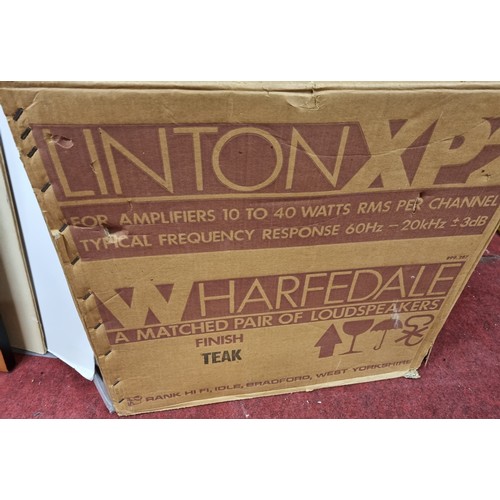 LINTON XP2
FOR AMPLIFIERS 10 TO 40 WATTS RMS PER CHANNEL
TYPICAL FREQUENCY RESPONSE 60Hz – 20kHz ± 3dB
WHARFEDALE
A MATCHED PAIR OF LOUDSPEAKERS
FINISH
TEAK
RANK HI FI, IDLE, BRADFORD, WEST YORKSHIRE